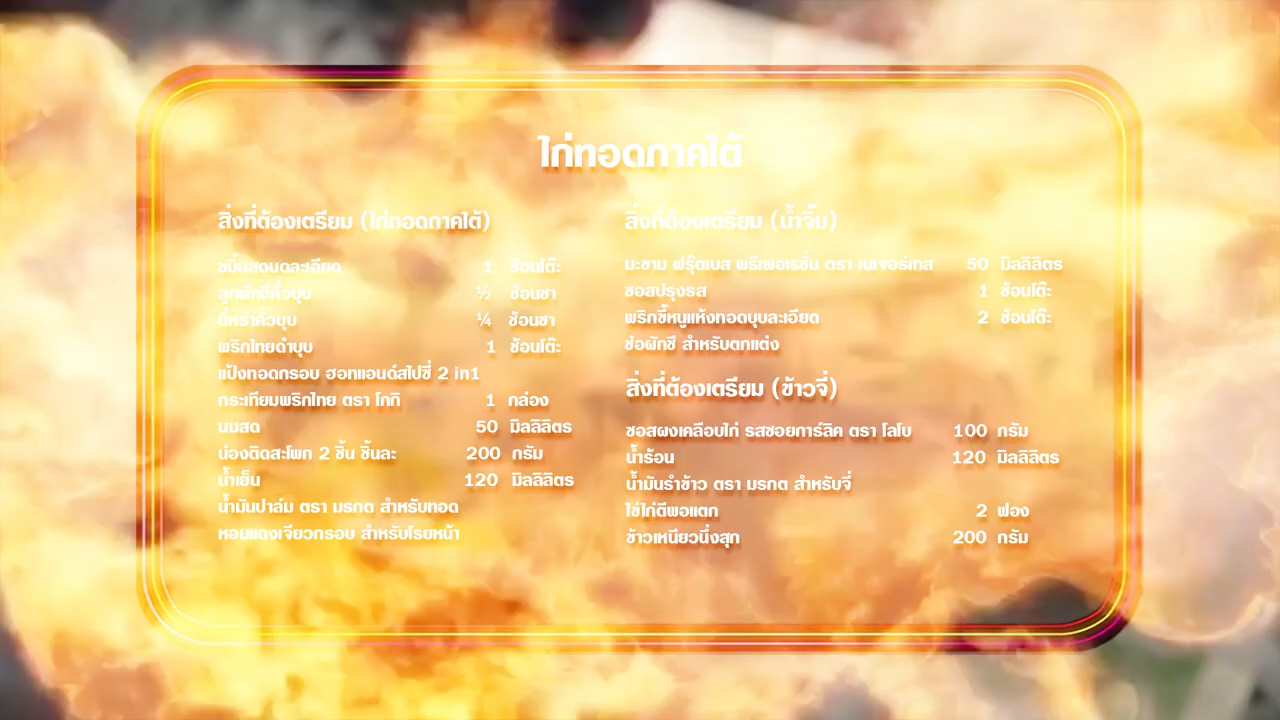 ไก่ทอดภาคใต้
สิ่งที่ต้องเตรียม (ไก่ทอดภาคใต้)
ขมิ้นสดบดละเอียด 1 ช้อนโต๊ะ
ลูกผักชีคั่วบุบ ½ ช้อนชา
ยี่หร่าคั่วบุบ ¼ ช้อนชา
พริกไทยดำบุบ 1 ช้อนโต๊ะ
แป้งทอดกรอบ ฮอทแอนด์สไปซี่ 2 in1
กระเทียมพริกไทย ตรา โกกิ 1 กล่อง
นมสด 50 มิลลิลิตร
น่องติดสะโพก 2 ชิ้น ชิ้นละ 200 กรัม
น้ำเย็น 120 มิลลิลิตร
น้ำมันปาล์ม ตรา มรกต สำหรับทอด
หอมแดงเจียวกรอบ สำหรับโรยหน้า
สิ่งที่ต้องเตรียม (น้ำจิ้ม)
มะขาม ฟรุ๊ตเบส พรีเพอเรชั่น ตรา เนเจอร์เทส 50 มิลลิลิตร
ซอสปรุงรส 1 ช้อนโต๊ะ
พริกขี้หนูแห้งทอดบุบละเอียด 2 ช้อนโต๊ะ
ช่อผักชี สำหรับตกแต่ง
สิ่งที่ต้องเตรียม (ข้าวจี่)
ซอสผงเคลือบไก่ รสซอยการ์ลิค ตรา โลโบ 100 กรัม
น้ำร้อน 120 มิลลิลิตร
น้ำมันรำข้าว ตรา มรกต สำหรับจี่
ไข่ไก่ตีพอแตก 2 ฟอง
ข้าวเหนียวนึ่งสุก 200 กรัม